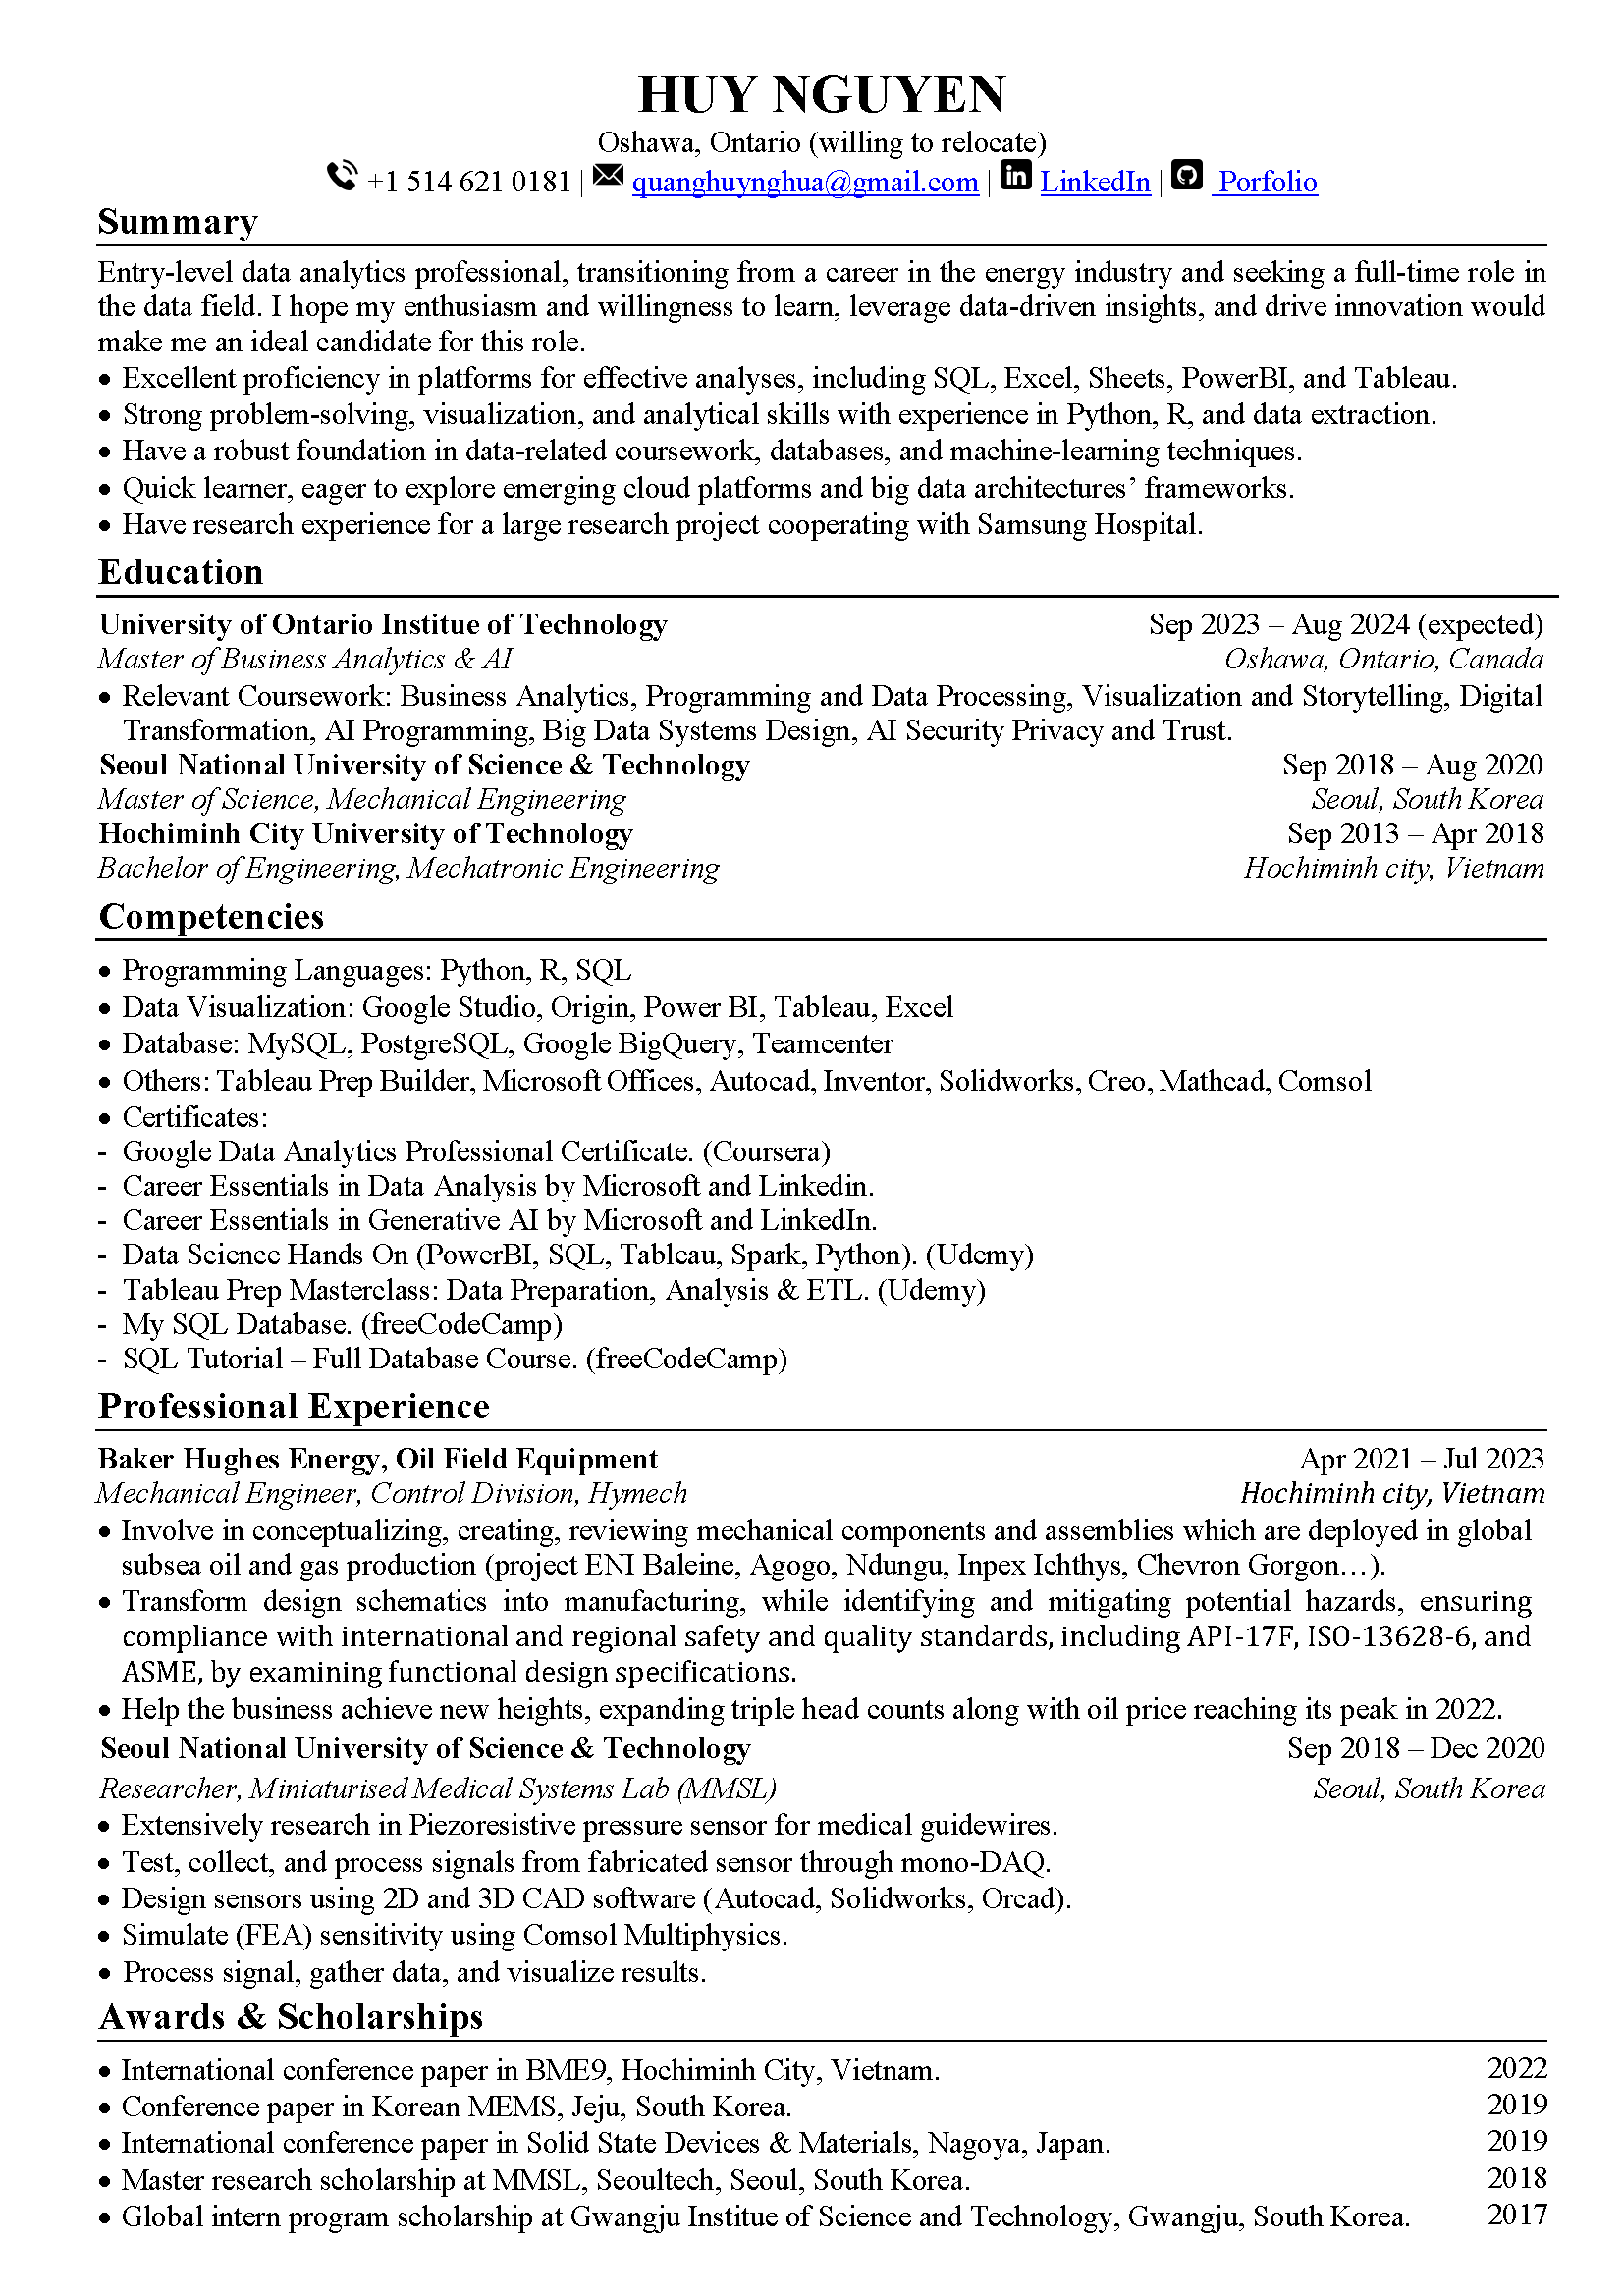 HUY NGUYEN
Oshawa, Ontario (willing to relocate)
+1 514 621 0181 | quanghuynghua@gmail.com | LinkedIn | Porfolio
Summary
Entry-level data analytics professional, transitioning from a career in the energy industry and seeking a full-time role in
the data field. I hope my enthusiasm and willingness to learn, leverage data-driven insights, and drive innovation would
make me an ideal candidate for this role.
• Excellent proficiency in platforms for effective analyses, including SQL, Excel, Sheets, PowerBI, and Tableau.
• Strong problem-solving, visualization, and analytical skills with experience in Python, R, and data extraction.
• Have a robust foundation in data-related coursework, databases, and machine-learning techniques.
• Quick learner, eager to explore emerging cloud platforms and big data architectures’ frameworks.
• Have research experience for a large research project cooperating with Samsung Hospital.
Education
University of Ontario Institue of Technology Sep 2023 – Aug 2024 (expected)
Master of Business Analytics & AI Oshawa, Ontario, Canada
• Relevant Coursework: Business Analytics, Programming and Data Processing, Visualization and Storytelling, Digital
Transformation, AI Programming, Big Data Systems Design, AI Security Privacy and Trust.
Seoul National University of Science & Technology Sep 2018 – Aug 2020
Master of Science, Mechanical Engineering Seoul, South Korea
Hochiminh City University of Technology Sep 2013 – Apr 2018
Bachelor of Engineering, Mechatronic Engineering Hochiminh city, Vietnam
Competencies
• Programming Languages: Python, R, SQL
• Data Visualization: Google Studio, Origin, Power BI, Tableau, Excel
• Database: MySQL, PostgreSQL, Google BigQuery, Teamcenter
• Others: Tableau Prep Builder, Microsoft Offices, Autocad, Inventor, Solidworks, Creo, Mathcad, Comsol
• Certificates:
- Google Data Analytics Professional Certificate. (Coursera)
- Career Essentials in Data Analysis by Microsoft and Linkedin.
- Career Essentials in Generative AI by Microsoft and LinkedIn.
- Data Science Hands On (PowerBI, SQL, Tableau, Spark, Python). (Udemy)
- Tableau Prep Masterclass: Data Preparation, Analysis & ETL. (Udemy)
- My SQL Database. (freeCodeCamp)
- SQL Tutorial – Full Database Course. (freeCodeCamp)
Professional Experience
Baker Hughes Energy, Oil Field Equipment Apr 2021 – Jul 2023
Mechanical Engineer, Control Division, Hymech Hochiminh city, Vietnam
• Involve in conceptualizing, creating, reviewing mechanical components and assemblies which are deployed in global
subsea oil and gas production (project ENI Baleine, Agogo, Ndungu, Inpex Ichthys, Chevron Gorgon…).
• Transform design schematics into manufacturing, while identifying and mitigating potential hazards, ensuring
compliance with international and regional safety and quality standards, including API-17F, ISO-13628-6, and
ASME, by examining functional design specifications.
• Help the business achieve new heights, expanding triple head counts along with oil price reaching its peak in 2022.
Seoul National University of Science & Technology Sep 2018 – Dec 2020
Researcher, Miniaturised Medical Systems Lab (MMSL) Seoul, South Korea
• Extensively research in Piezoresistive pressure sensor for medical guidewires.
• Test, collect, and process signals from fabricated sensor through mono-DAQ.
• Design sensors using 2D and 3D CAD software (Autocad, Solidworks, Orcad).
• Simulate (FEA) sensitivity using Comsol Multiphysics.
• Process signal, gather data, and visualize results.
Awards & Scholarships
• International conference paper in BME9, Hochiminh City, Vietnam. 2022
• Conference paper in Korean MEMS, Jeju, South Korea. 2019
• International conference paper in Solid State Devices & Materials, Nagoya, Japan. 2019
• Master research scholarship at MMSL, Seoultech, Seoul, South Korea. 2018
• Global intern program scholarship at Gwangju Institue of Science and Technology, Gwangju, South Korea. 2017